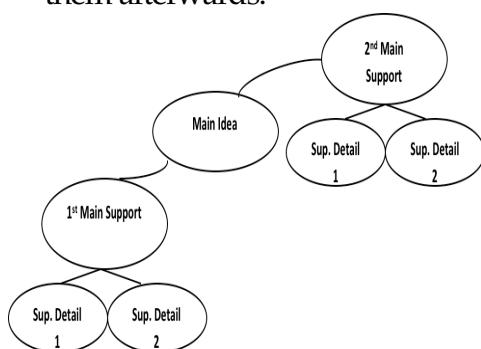 them afterwards.
2nd Main
Support
Main Idea
Sup. Detail
1
Sup. Detail
2
1st Main Support
Sup. Detail
1
Sup. Detail
2